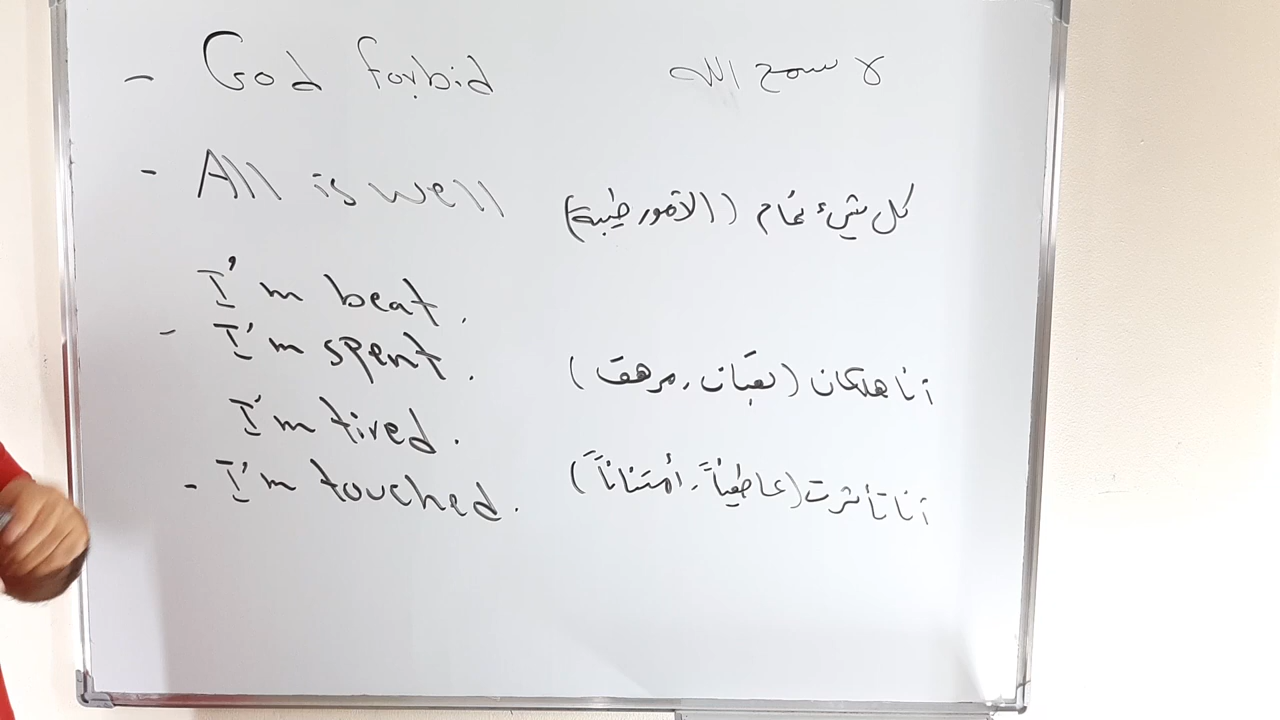 - God forbid لا سمح الله
- All is well كل شيء تمام (الأمور طيبة)
I'm beat.
- I'm spent. أنا هلكان (تعبان، مرهق)
I'm tired.
- I'm touched. أنا تأثرت (عاطفياً، أمتناناً)